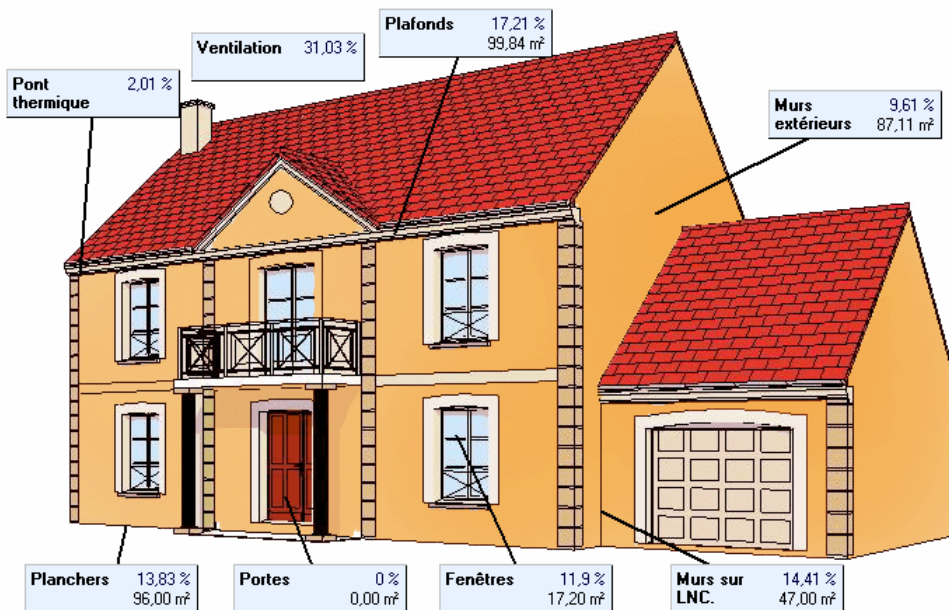 Plafonds 17,21 %
99,84 m²
Ventilation 31,03 %
Pont 2,01 %
thermique
Murs 9,61 %
extérieurs 87,11 m²
Planchers 13,83 %
96,00 m²
Portes 0 %
0,00 m²
Fenêtres 11,9 %
17,20 m²
Murs sur 14,41 %
LNC. 47,00 m²